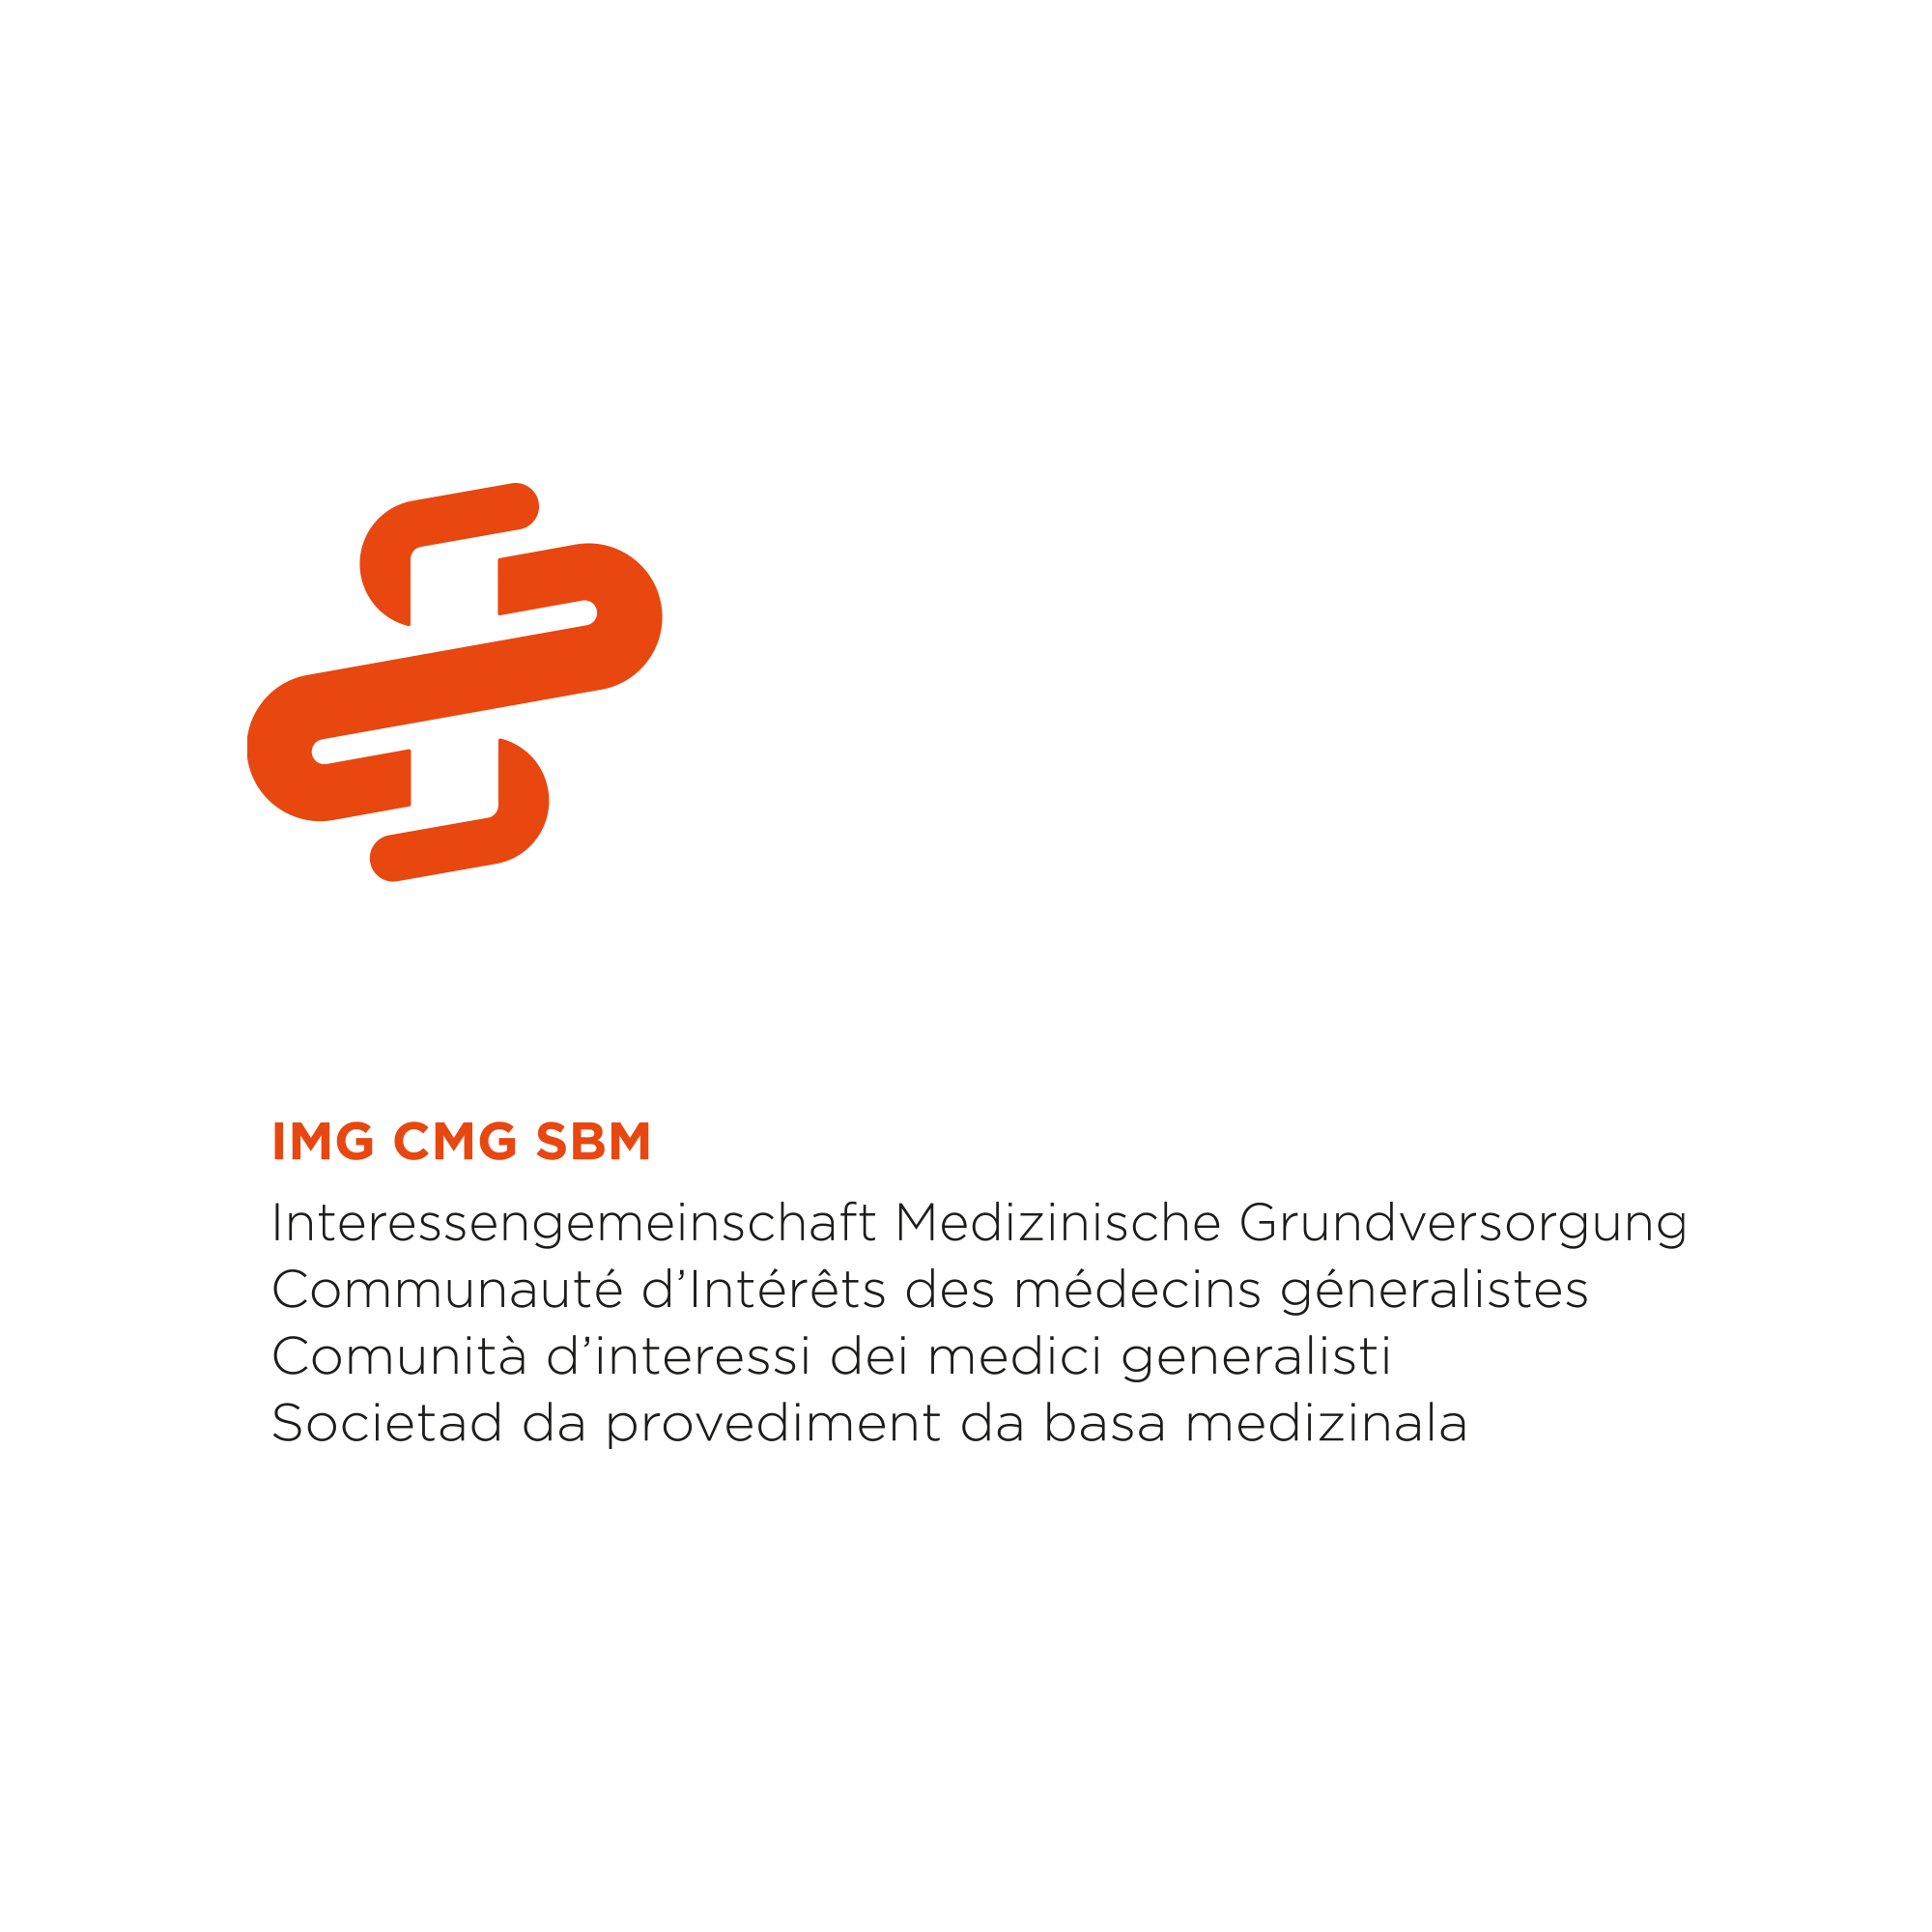 IMG CMG SBM
Interessengemeinschaft Medizinische Grundversorgung
Communauté d’Intérêts des médecins géneralistes
Comunità d’interessi dei medici generalisti
Societad da provediment da basa medizinala